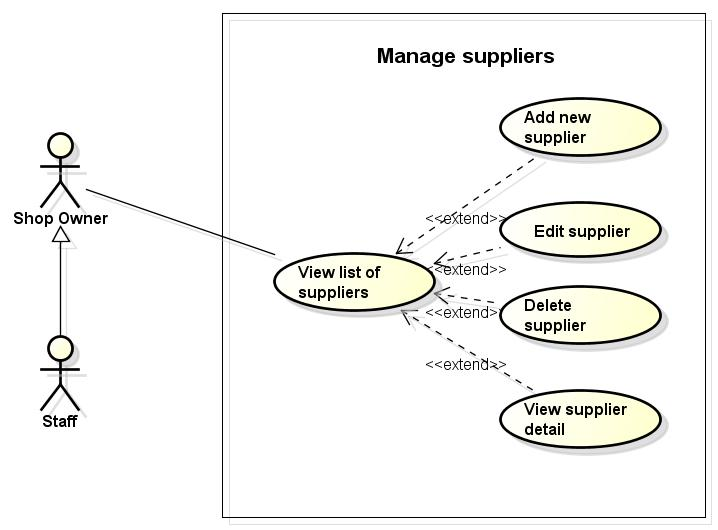 Manage suppliers
Add new
supplier
Shop Owner
<<extend>>
Edit supplier
View list of
suppliers
<<extend>>
Delete
supplier
<<extend>>
<<extend>>
View supplier
detail
Staff